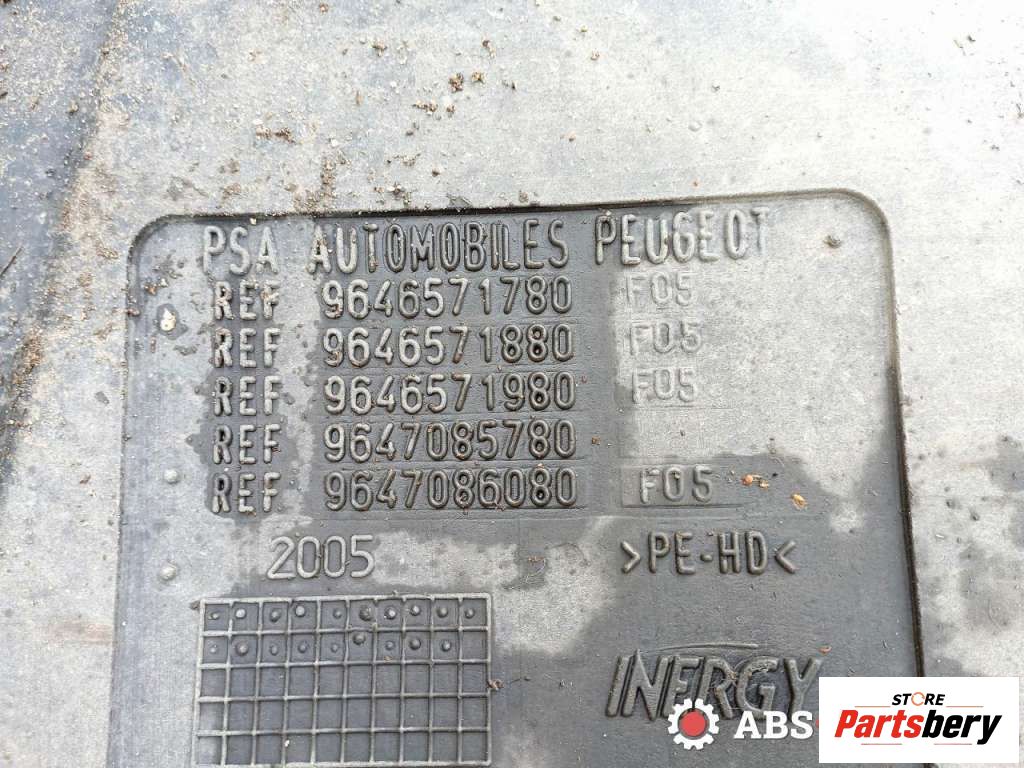 PSA AUTOMOBILES PEUGEOT
REF 9646571780 F05
REF 9646571880 F05
REF 9646571980 F05
REF 9647085780
REF 9647086080 F05
2005 >PE-HD<
INERGY
ABS
STORE
Partsbery